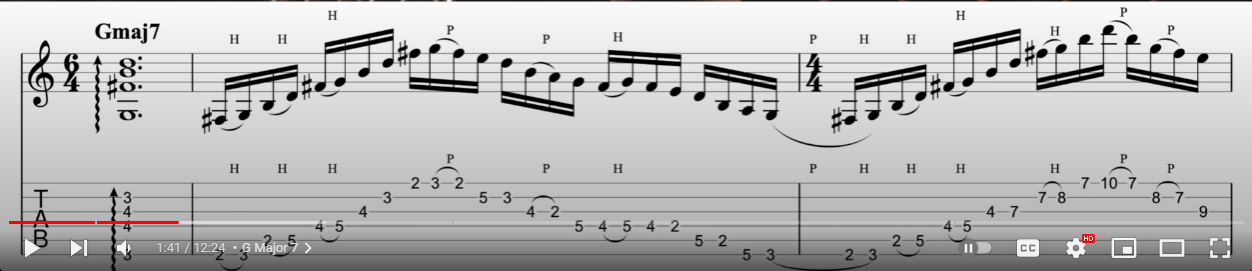 H P H
Gmaj7 H H P P H P H H H P
6 4 4 4
P P
H H H P P H P H H H H P P
2 3 2 7 10 7
3 3 5 3 7 8 8 7
4 4 4 2 4 7 9
4 4 5 5 4 5 4 2 4 5
T A B
2 5 5 2 2 5
3 2 3 5 3 2 3
1:41 / 12:24 • G Major 7 >
CC HD